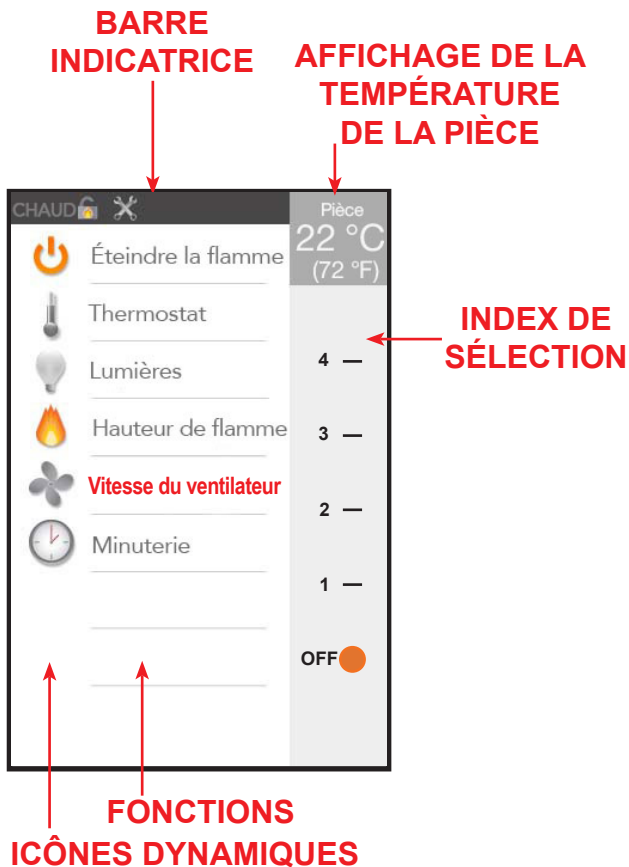 BARRE
INDICATRICE
AFFICHAGE DE LA
TEMPÉRATURE
DE LA PIÈCE
CHAUD
Pièce
22 °C
(72 °F)
Éteindre la flamme
Thermostat
Lumières
Hauteur de flamme
Vitesse du ventilateur
Minuterie
4
3
2
1
OFF
INDEX DE
SÉLECTION
FONCTIONS
ICÔNES DYNAMIQUES